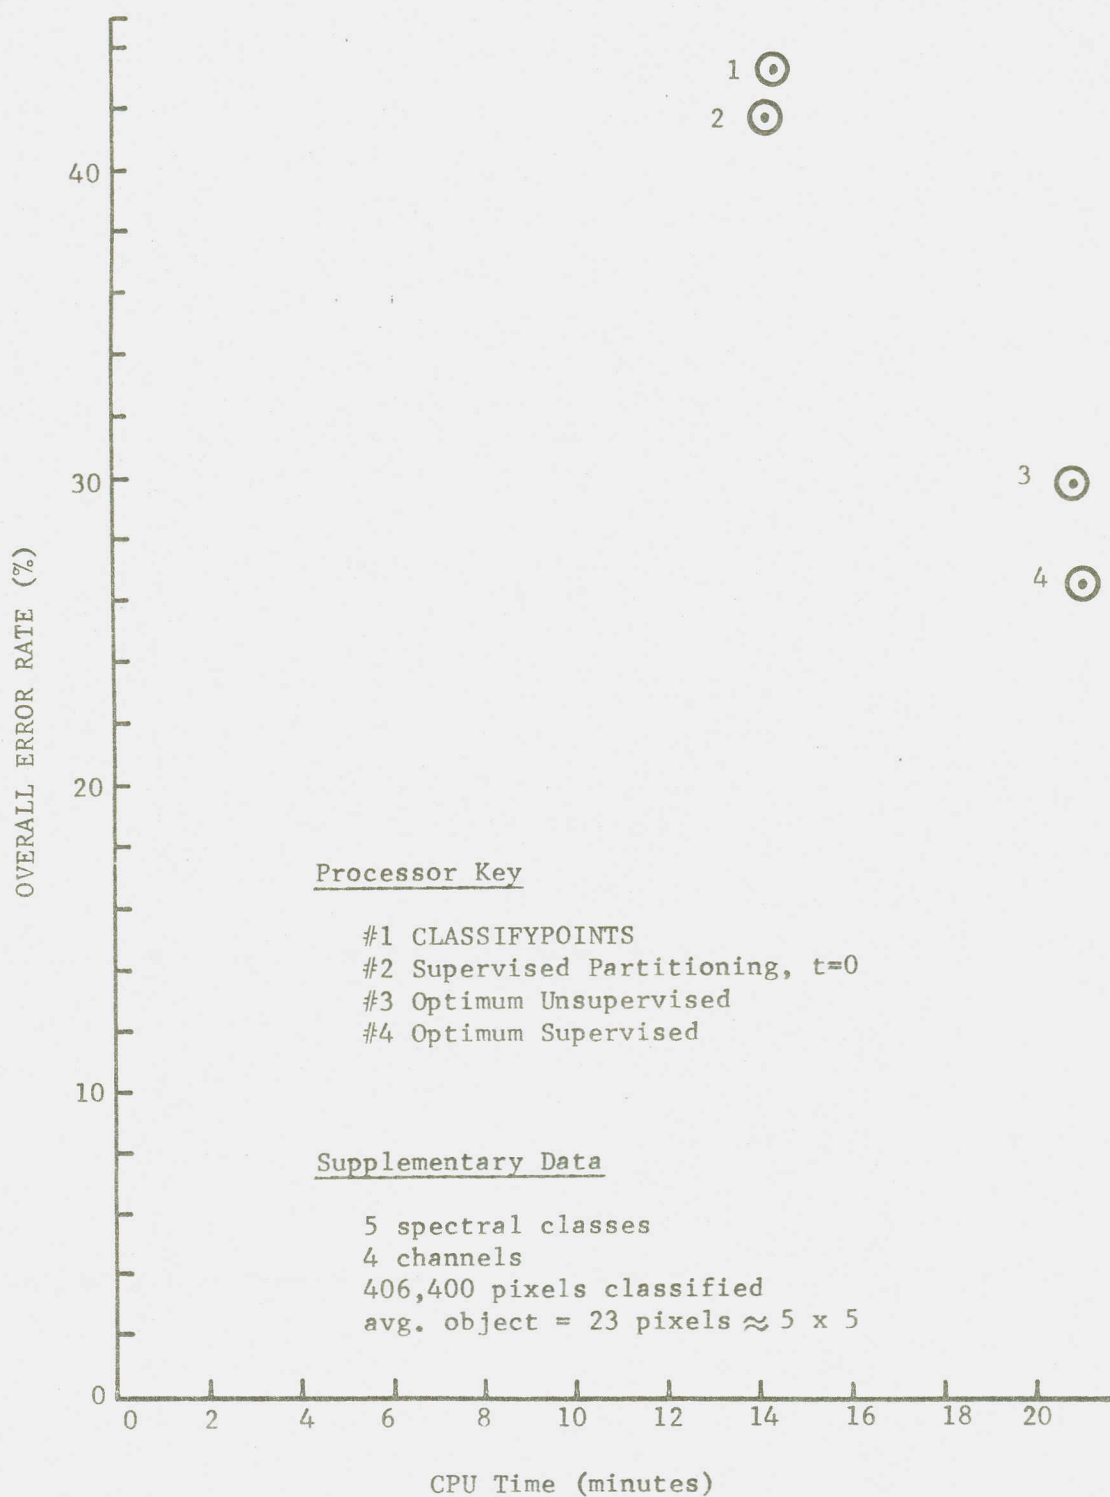 1
2
40
30
3
4
OVERALL ERROR RATE (%)
20
Processor Key
#1 CLASSIFYPOINTS
#2 Supervised Partitioning, t=0
#3 Optimum Unsupervised
#4 Optimum Supervised
10
Supplementary Data
5 spectral classes
4 channels
406,400 pixels classified
avg. object = 23 pixels ≈ 5 x 5
0
0 2 4 6 8 10 12 14 16 18 20
CPU Time (minutes)